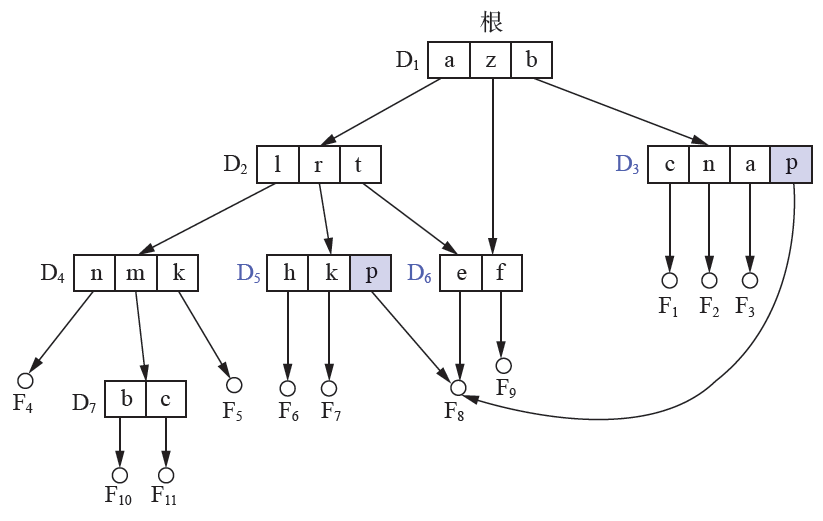 根
D₁ a z b
D₂ l r t
D₃ c n a p
D₄ n m k
D₅ h k p
D₆ e f
F₁ F₂ F₃
F₄
D₇ b c
F₅
F₆ F₇
F₈
F₉
F₁₀ F₁₁